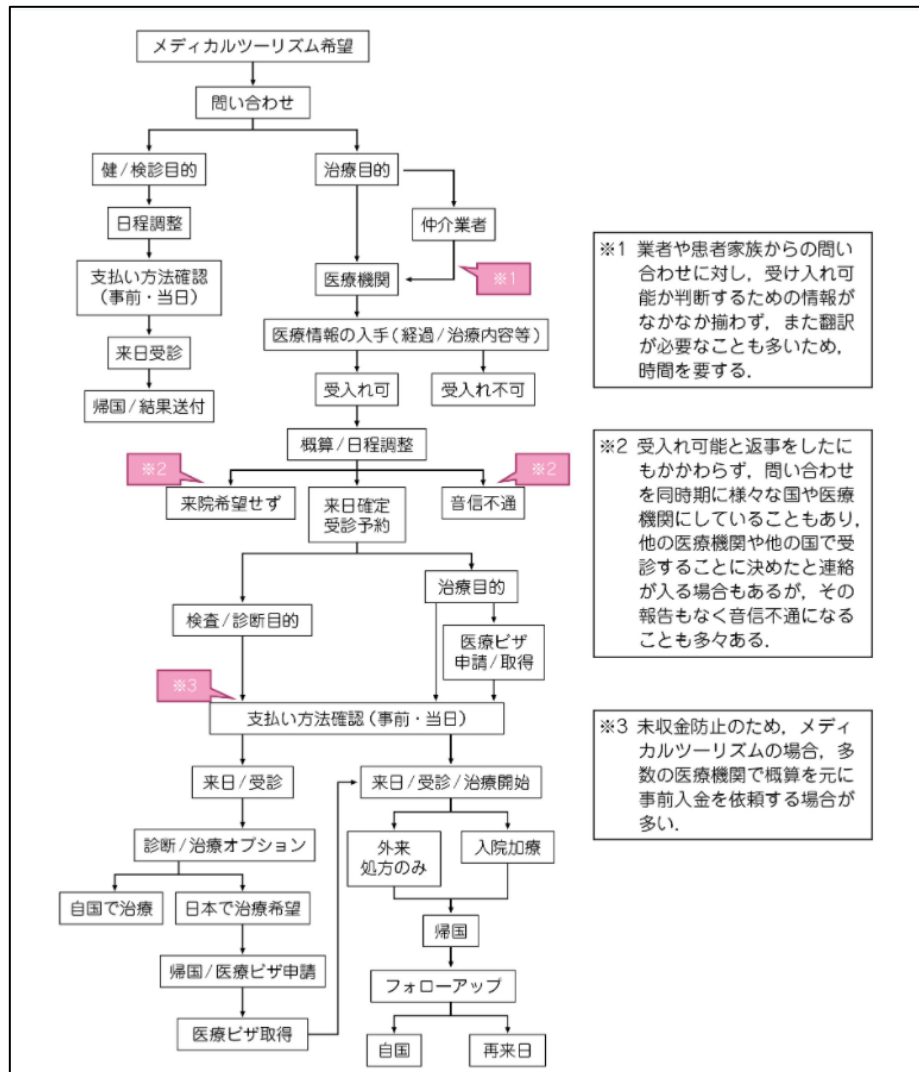 メディカルツーリズム希望
問い合わせ
健/検診目的
日程調整
支払い方法確認
(事前・当日)
来日受診
帰国/結果送付
治療目的
仲介業者
※1
医療機関
医療情報の入手(経過/治療内容等)
受入れ可
受入れ不可
概算/日程調整
※2
※2
来院希望せず
来日確定
受診予約
音信不通
検査/診断目的
治療目的
医療ビザ
申請/取得
※3
支払い方法確認(事前・当日)
来日/受診
診断/治療オプション
自国で治療
日本で治療希望
帰国/医療ビザ申請
医療ビザ取得
来日/受診/治療開始
外来
処方のみ
入院加療
帰国
フォローアップ
自国
再来日
※1 業者や患者家族からの問い
合わせに対し,受け入れ可
能か判断するための情報が
なかなか揃わず,また翻訳
が必要なことも多いため,
時間を要する.
※2 受入れ可能と返事をしたに
もかかわらず,問い合わせ
を同時期に様々な国や医療
機関にしていることもあり,
他の医療機関や他の国で受
診することに決めたと連絡
が入る場合もあるが,その
報告もなく音信不通になる
ことも多々ある.
※3 未収金防止のため,メディ
カルツーリズムの場合,多
数の医療機関で概算を元に
事前入金を依頼する場合が
多い.